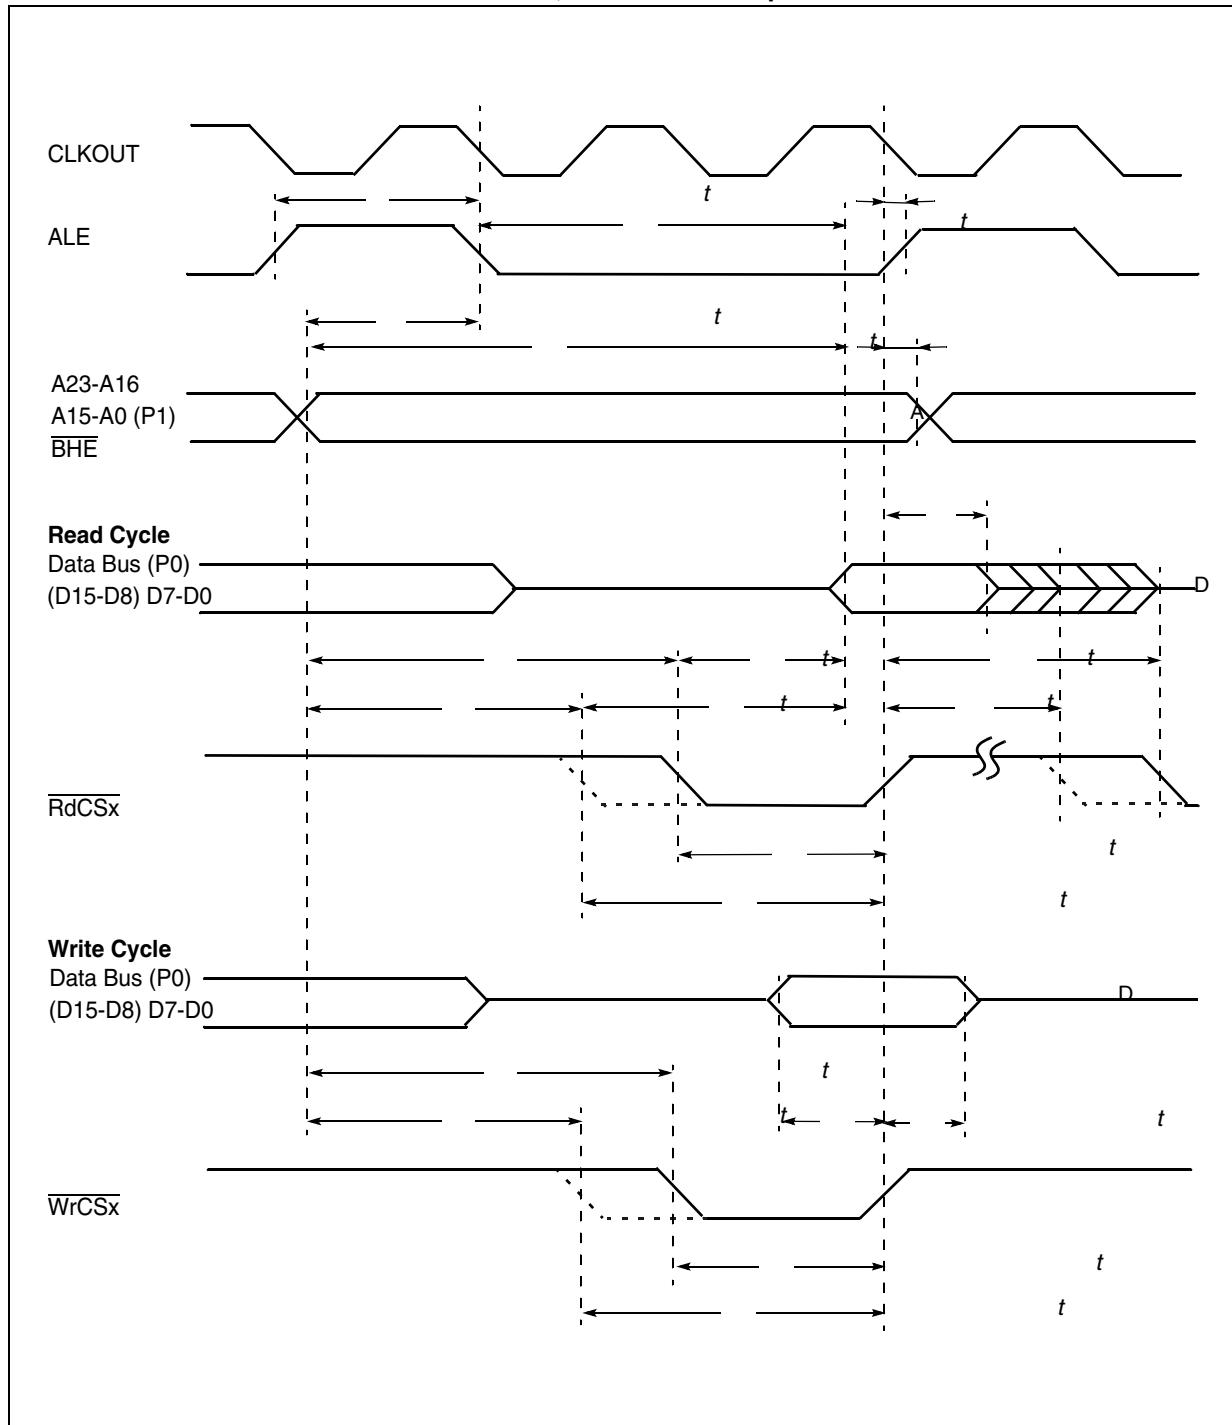 CLKOUT
t
ALE
t
t
t
A23-A16
A15-A0 (P1)
A
BHE
Read Cycle
Data Bus (P0)
(D15-D8) D7-D0
D
t
t
t
t
RdCSx
t
t
Write Cycle
Data Bus (P0)
(D15-D8) D7-D0
D
t
t
t
WrCSx
t
t